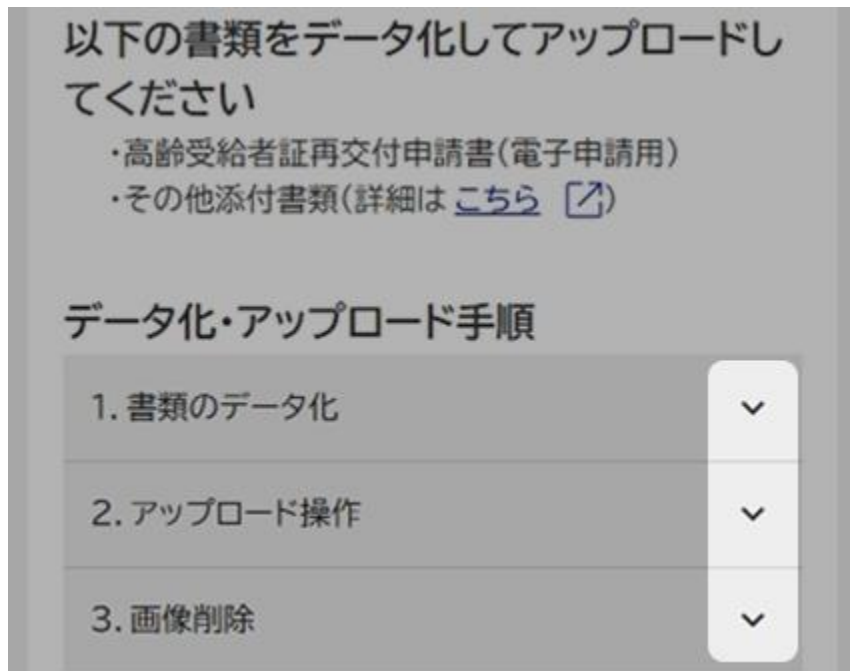 以下の書類をデータ化してアップロードし
てください
・高齢受給者証再交付申請書(電子申請用)
・その他添付書類(詳細は こちら )
データ化・アップロード手順
1. 書類のデータ化
2. アップロード操作
3. 画像削除